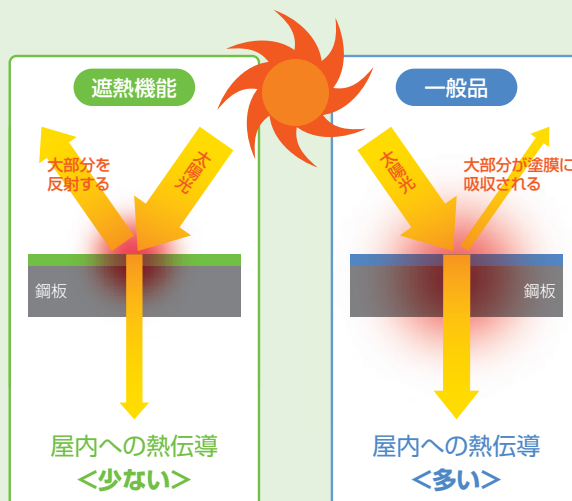 遮熱機能
大部分を
反射する
太陽光
鋼板
屋内への熱伝導
<少ない>
一般品
太陽光
大部分が塗膜に
吸収される
鋼板
屋内への熱伝導
<多い>